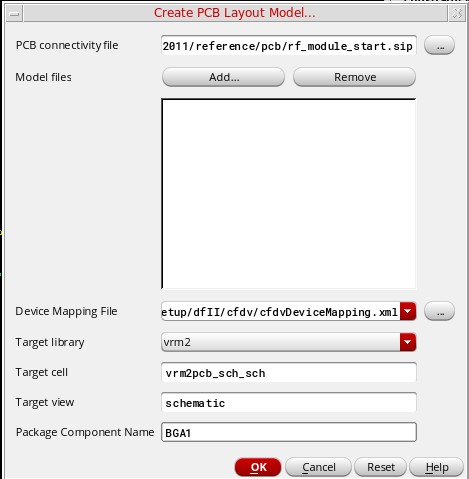 Create PCB Layout Model...
PCB connectivity file 2011/reference/pcb/rf_module_start.sip ...
Model files Add... Remove
Device Mapping File etup/dfII/cfdv/cfdvDeviceMapping.xml ...
Target library vrm2
Target cell vrm2pcb_sch_sch
Target view schematic
Package Component Name BGA1
OK Cancel Reset Help